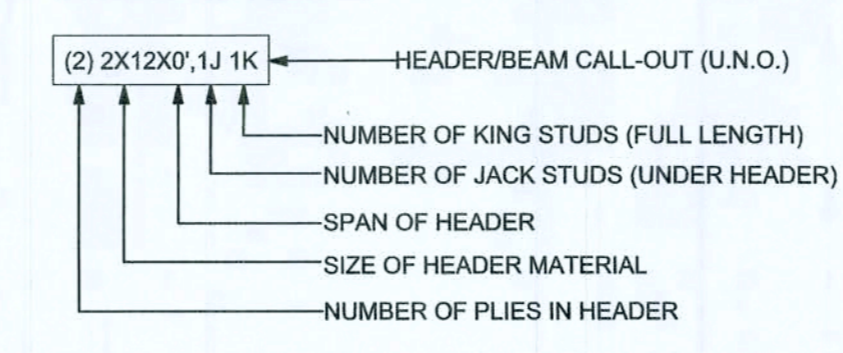 (2) 2X12X0',1J 1K
HEADER/BEAM CALL-OUT (U.N.O.)
NUMBER OF KING STUDS (FULL LENGTH)
NUMBER OF JACK STUDS (UNDER HEADER)
SPAN OF HEADER
SIZE OF HEADER MATERIAL
NUMBER OF PLIES IN HEADER